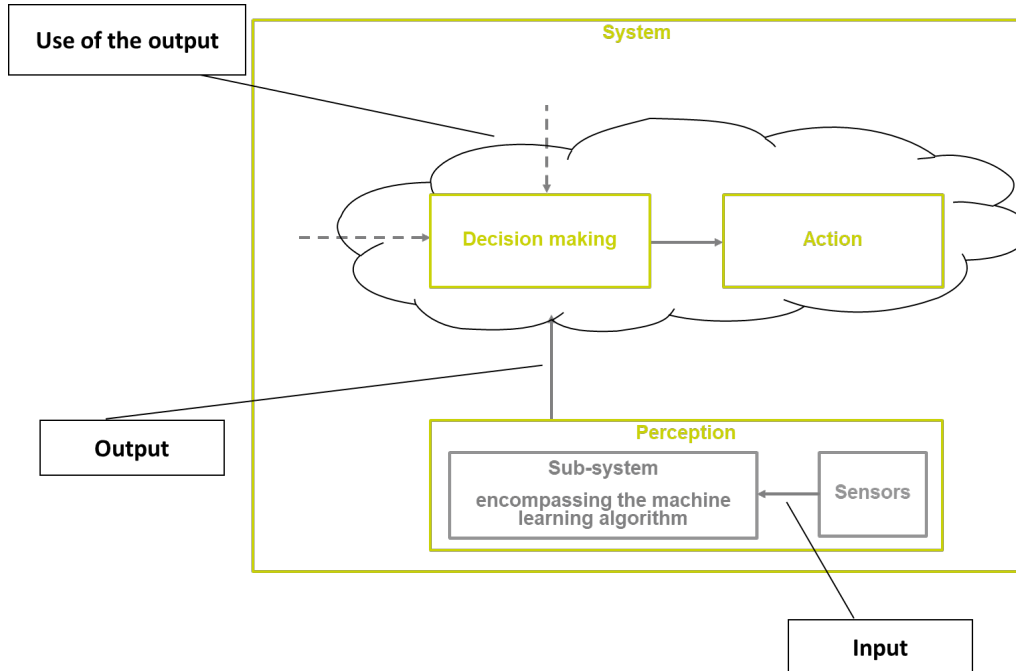 System
Use of the output
Decision making
Action
Output
Perception
Sub-system
encompassing the machine
learning algorithm
Sensors
Input